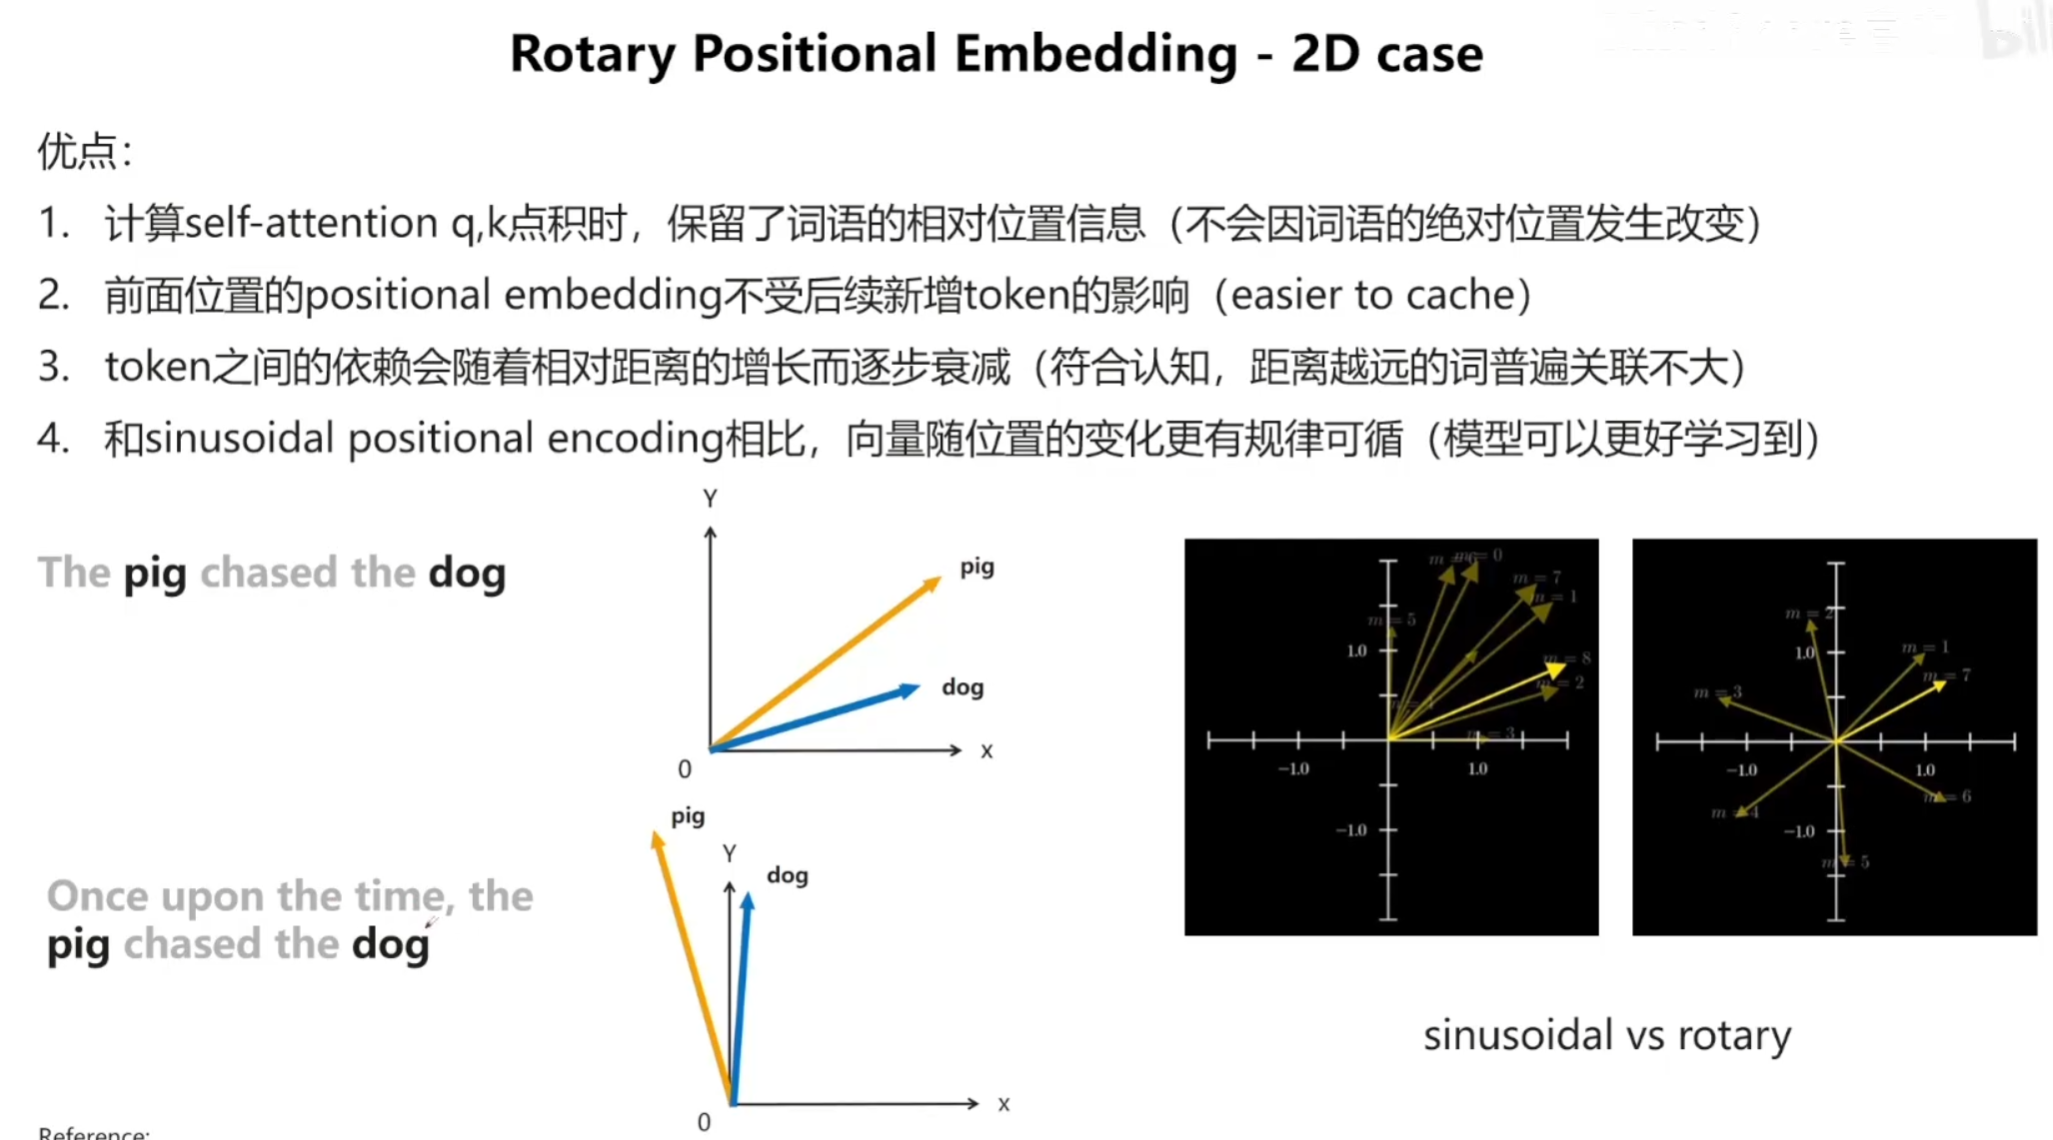 Rotary Positional Embedding - 2D case
优点：
1. 计算self-attention q,k点积时，保留了词语的相对位置信息（不会因词语的绝对位置发生改变）
2. 前面位置的positional embedding不受后续新增token的影响（easier to cache）
3. token之间的依赖会随着相对距离的增长而逐步衰减（符合认知，距离越远的词普遍关联不大）
4. 和sinusoidal positional encoding相比，向量随位置的变化更有规律可循（模型可以更好学习到）
The pig chased the dog
Y
pig
dog
X
0
Once upon the time, the
pig chased the dog
pig
Y
dog
X
0
m = 0
m = 7
m = 1
m = 5
1.0
m = 8
m = 2
m = 3
−1.0
1.0
−1.0
m = 2
1.0
m = 1
m = 7
m = 3
−1.0
1.0
m = 6
m = 4
−1.0
m = 5
sinusoidal vs rotary
Reference: